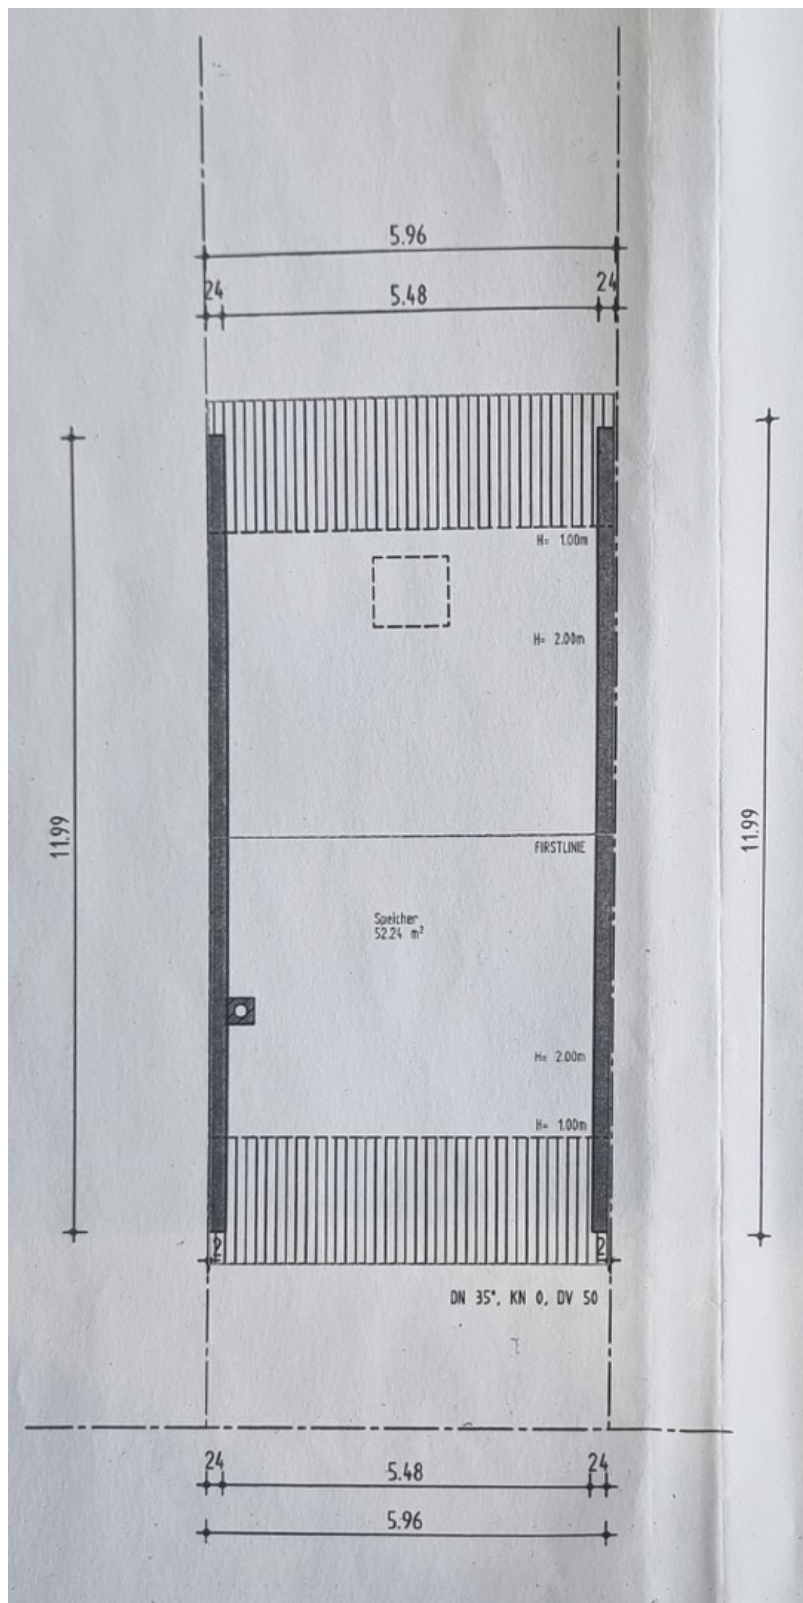 5.96
24 5.48 24
H= 1.00m
H= 2.00m
11.99
11.99
FIRSTLINIE
Speicher
52.24 m²
H= 2.00m
H= 1.00m
2 2
DN 35°, KN 0, DV 50
24 5.48 24
5.96